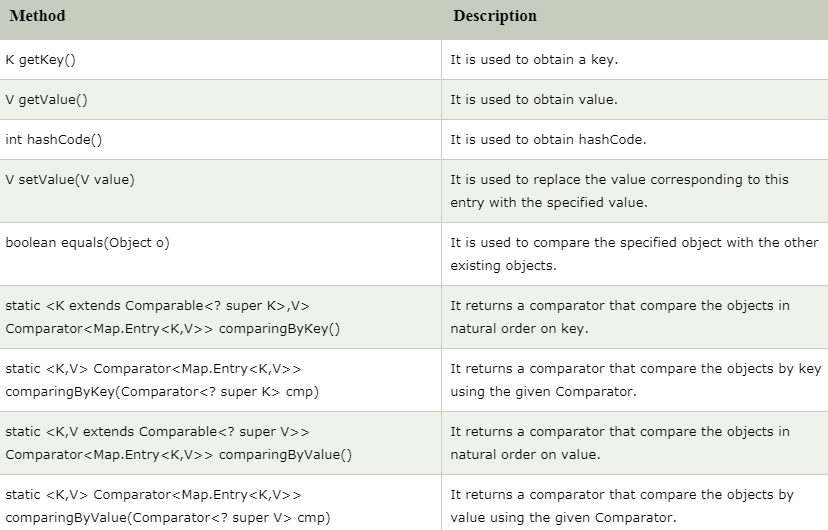 Method Description
K getKey() It is used to obtain a key.
V getValue() It is used to obtain value.
int hashCode() It is used to obtain hashCode.
V setValue(V value) It is used to replace the value corresponding to this
entry with the specified value.
boolean equals(Object o) It is used to compare the specified object with the other
existing objects.
static <K extends Comparable<? super K>,V> It returns a comparator that compare the objects in
Comparator<Map.Entry<K,V>> comparingByKey() natural order on key.
static <K,V> Comparator<Map.Entry<K,V>> It returns a comparator that compare the objects by key
comparingByKey(Comparator<? super K> cmp) using the given Comparator.
static <K,V extends Comparable<? super V>> It returns a comparator that compare the objects in
Comparator<Map.Entry<K,V>> comparingByValue() natural order on value.
static <K,V> Comparator<Map.Entry<K,V>> It returns a comparator that compare the objects by
comparingByValue(Comparator<? super V> cmp) value using the given Comparator.